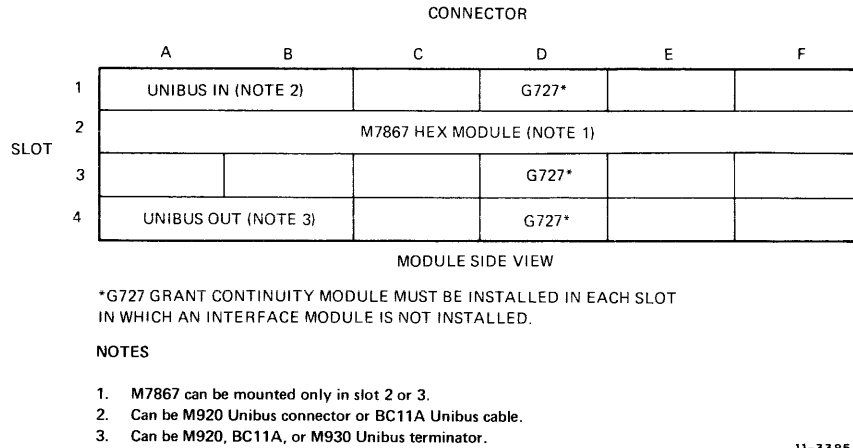 CONNECTOR
A B C D E F
1 UNIBUS IN (NOTE 2) G727*
2 M7867 HEX MODULE (NOTE 1)
SLOT
3 G727*
4 UNIBUS OUT (NOTE 3) G727*
MODULE SIDE VIEW
*G727 GRANT CONTINUITY MODULE MUST BE INSTALLED IN EACH SLOT
IN WHICH AN INTERFACE MODULE IS NOT INSTALLED.
NOTES
1. M7867 can be mounted only in slot 2 or 3.
2. Can be M920 Unibus connector or BC11A Unibus cable.
3. Can be M920, BC11A, or M930 Unibus terminator.